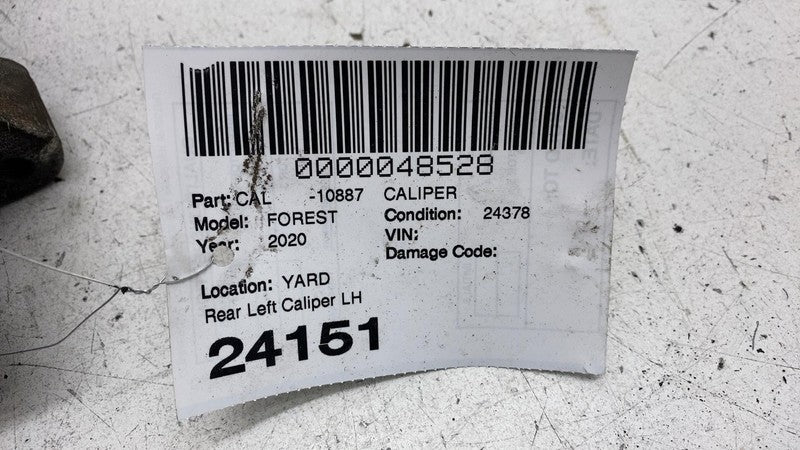 0000048528
Part: CAL -10887 CALIPER
Model: FOREST Condition: 24378
Year: 2020 VIN:
Damage Code:
Location: YARD
Rear Left Caliper LH
24151